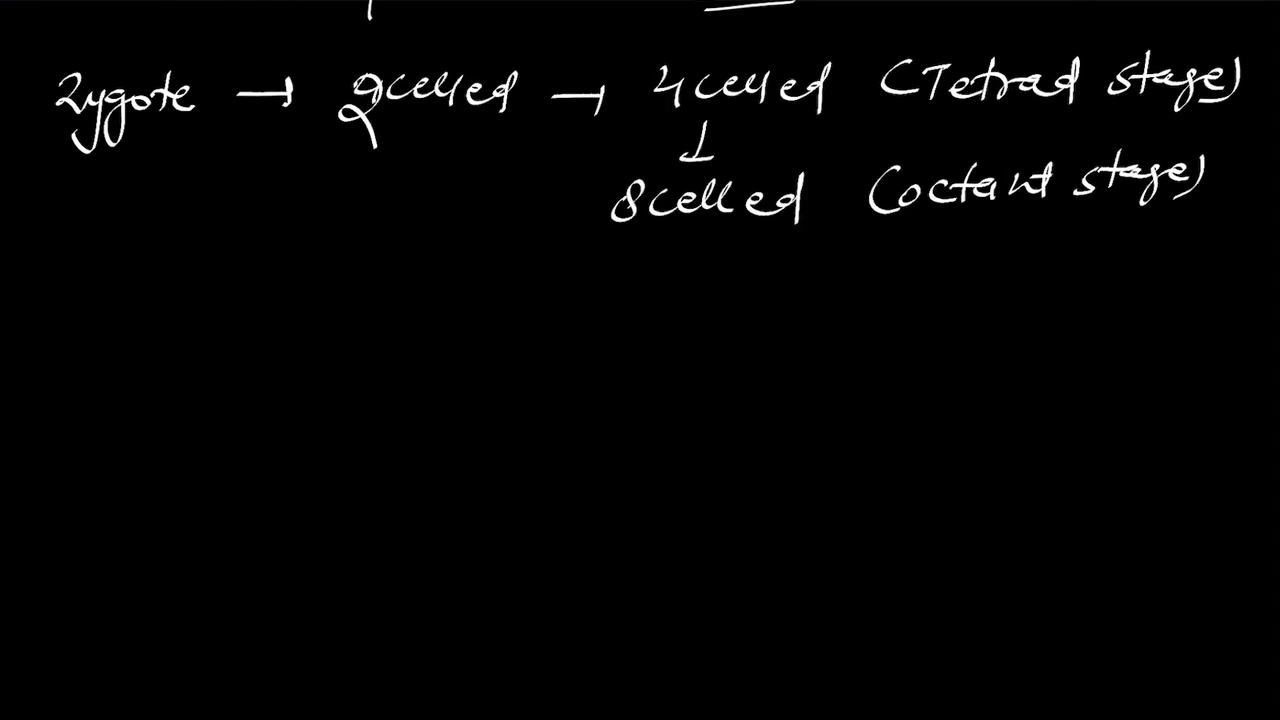 Zygote → 2celled → 4celled (Tetrad stage)
↓
8celled (octant stage)